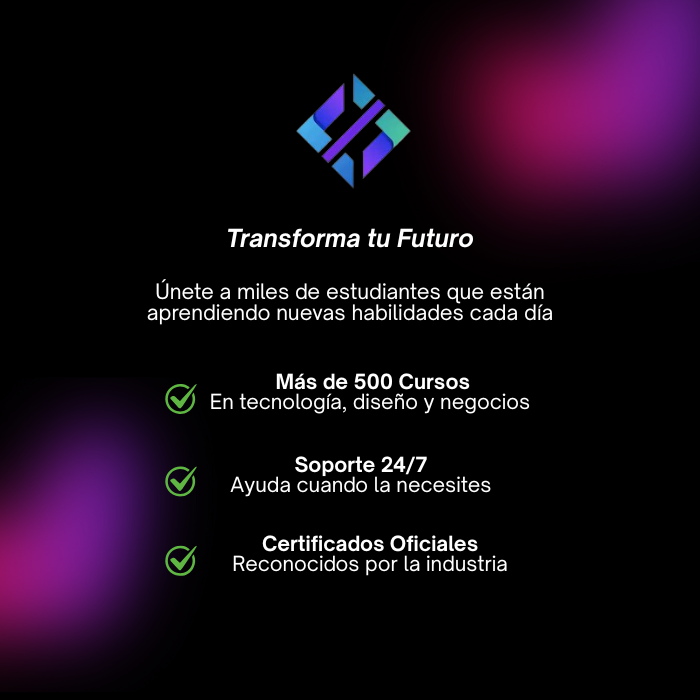 Transforma tu Futuro
Únete a miles de estudiantes que están
aprendiendo nuevas habilidades cada día
Más de 500 Cursos
En tecnología, diseño y negocios
Soporte 24/7
Ayuda cuando la necesites
Certificados Oficiales
Reconocidos por la industria